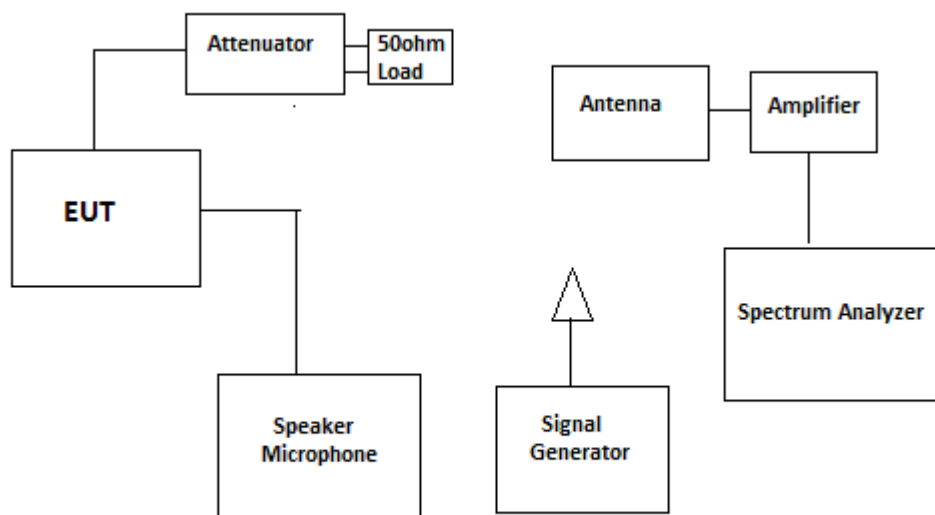 Attenuator
50ohm
Load
Antenna
Amplifier
EUT
Spectrum Analyzer
Speaker
Microphone
Signal
Generator